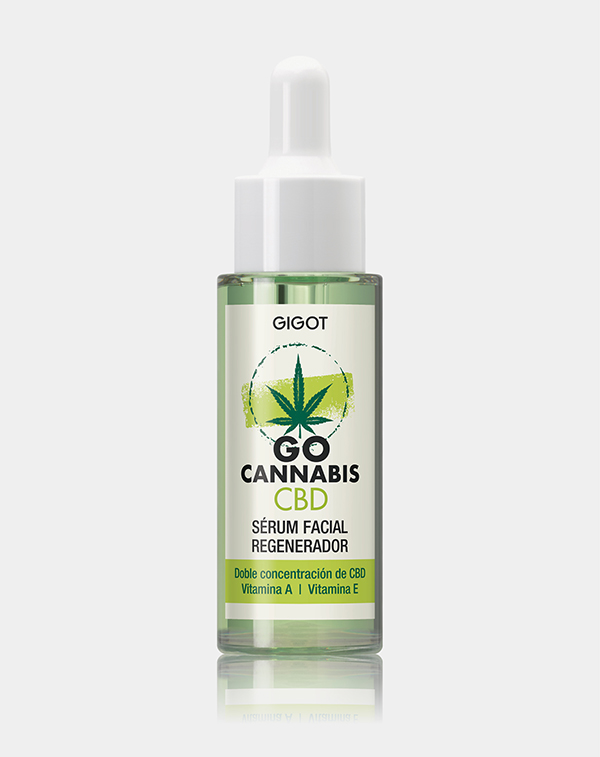 GIGOT
GO
CANNABIS
CBD
SÉRUM FACIAL
REGENERADOR
Doble concentración de CBD
Vitamina A | Vitamina E